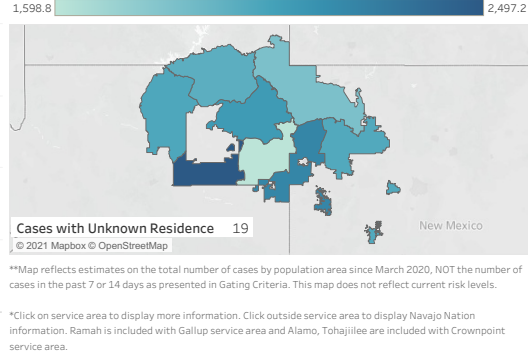 1,598.8 2,497.2
New Mexico
Cases with Unknown Residence 19
© 2021 Mapbox © OpenStreetMap
**Map reflects estimates on the total number of cases by population area since March 2020, NOT the number of
cases in the past 7 or 14 days as presented in Gating Criteria. This map does not reflect current risk levels.
*Click on service area to display more information. Click outside service area to display Navajo Nation
information. Ramah is included with Gallup service area and Alamo, Tohajiilee are included with Crownpoint
service area.